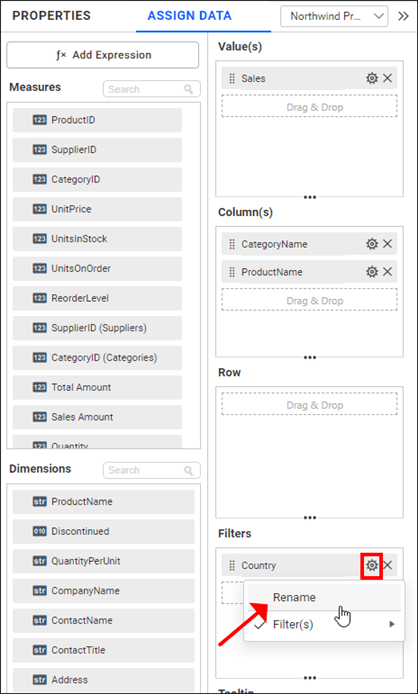 PROPERTIES
ASSIGN DATA
Northwind Pr...
ƒx Add Expression
Measures
Search
123 ProductID
123 SupplierID
123 CategoryID
123 UnitPrice
123 UnitsInStock
123 UnitsOnOrder
123 ReorderLevel
123 SupplierID (Suppliers)
123 CategoryID (Categories)
123 Total Amount
123 Sales Amount
123 Quantity
Dimensions
Search
str ProductName
010 Discontinued
str QuantityPerUnit
str CompanyName
str ContactName
str ContactTitle
str Address
Value(s)
Sales
Drag & Drop
Column(s)
CategoryName
ProductName
Drag & Drop
Row
Drag & Drop
Filters
Country
Rename
Filter(s)
Tooltip